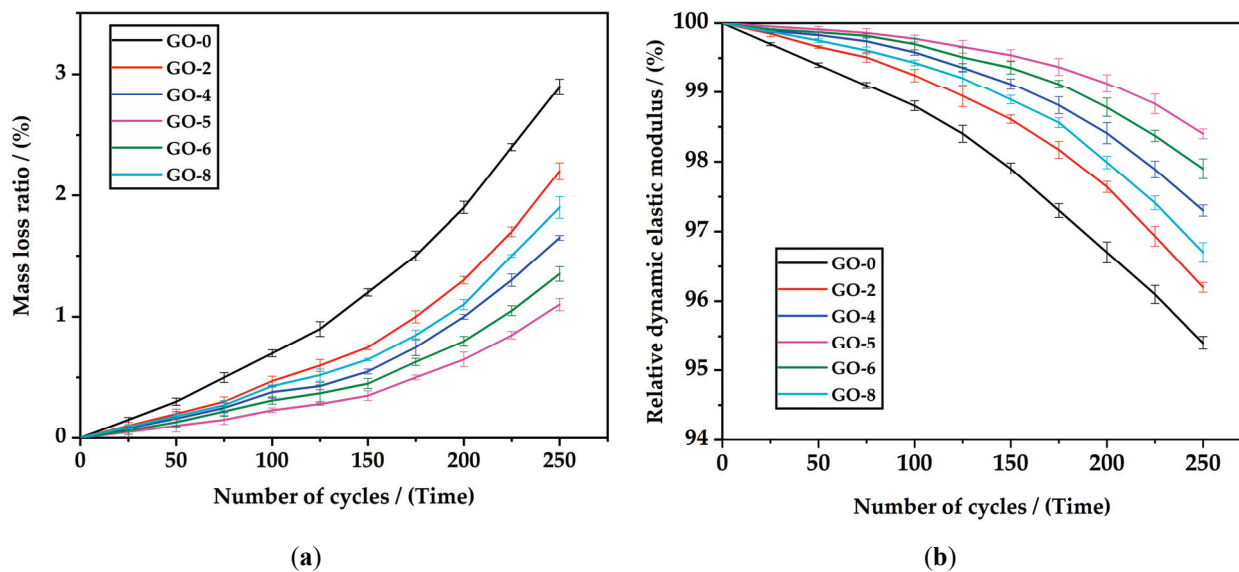 Mass loss ratio / (%)
3
2
1
0
GO-0
GO-2
GO-4
GO-5
GO-6
GO-8
0 50 100 150 200 250
Number of cycles / (Time)
(a)
Relative dynamic elastic modulus / (%)
100
99
98
97
96
95
94
GO-0
GO-2
GO-4
GO-5
GO-6
GO-8
0 50 100 150 200 250
Number of cycles / (Time)
(b)